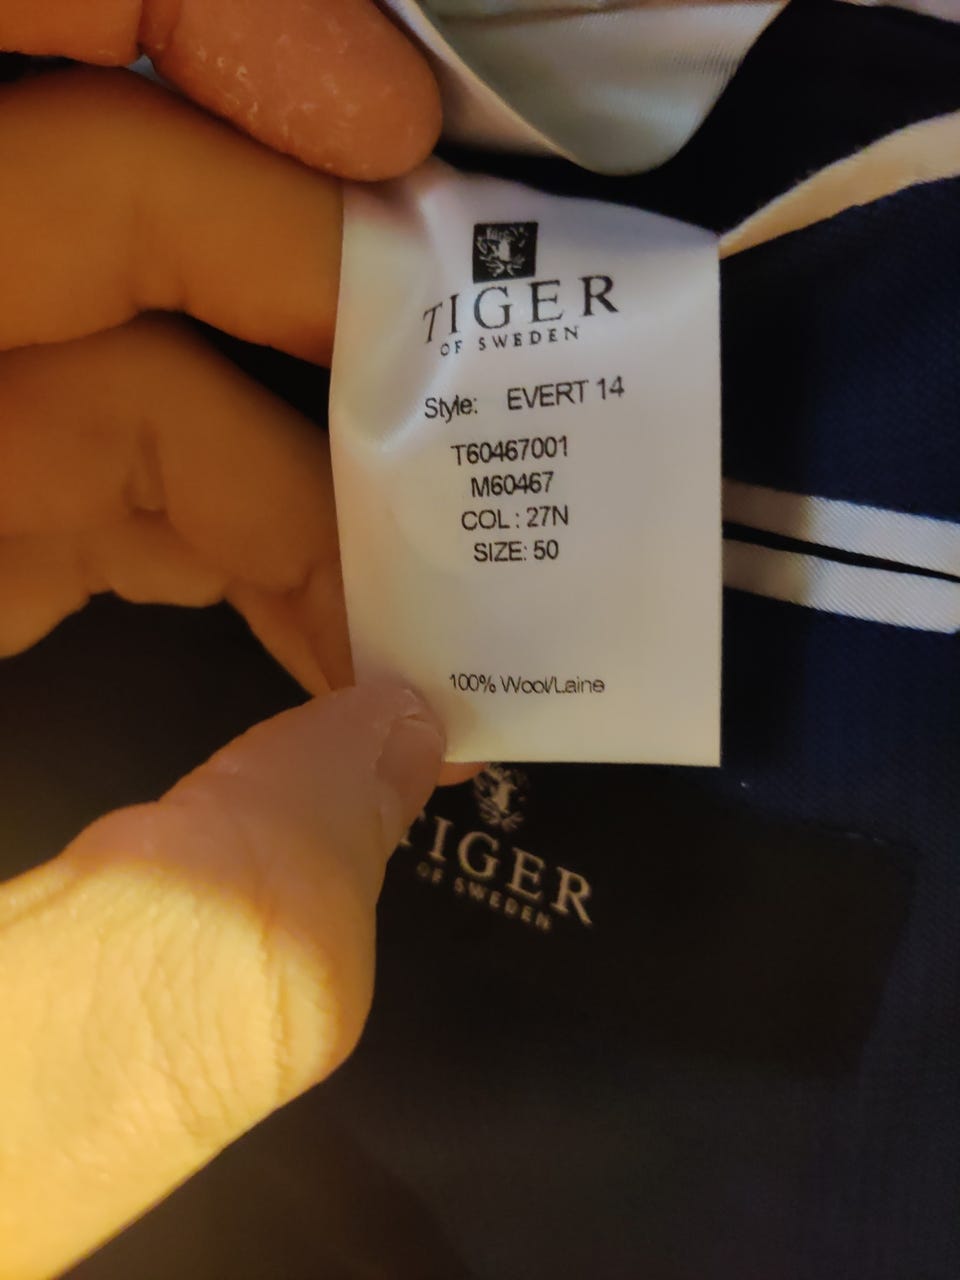 TIGER
OF SWEDEN
Style: EVERT 14
T60467001
M60467
COL : 27N
SIZE: 50
100% Wool/Laine
TIGER
OF SWEDEN